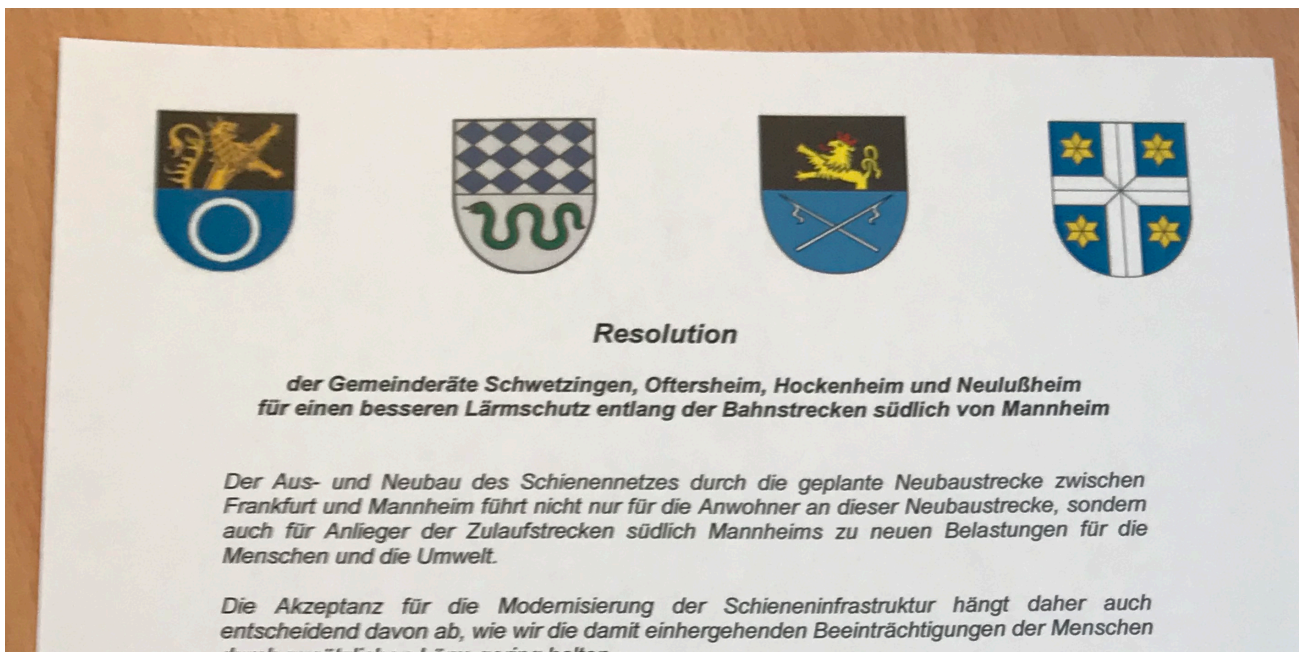 Resolution
der Gemeinderäte Schwetzingen, Oftersheim, Hockenheim und Neulußheim
für einen besseren Lärmschutz entlang der Bahnstrecken südlich von Mannheim
Der Aus- und Neubau des Schienennetzes durch die geplante Neubaustrecke zwischen
Frankfurt und Mannheim führt nicht nur für die Anwohner an dieser Neubaustrecke, sondern
auch für Anlieger der Zulaufstrecken südlich Mannheims zu neuen Belastungen für die
Menschen und die Umwelt.
Die Akzeptanz für die Modernisierung der Schieneninfrastruktur hängt daher auch
entscheidend davon ab, wie wir die damit einhergehenden Beeinträchtigungen der Menschen